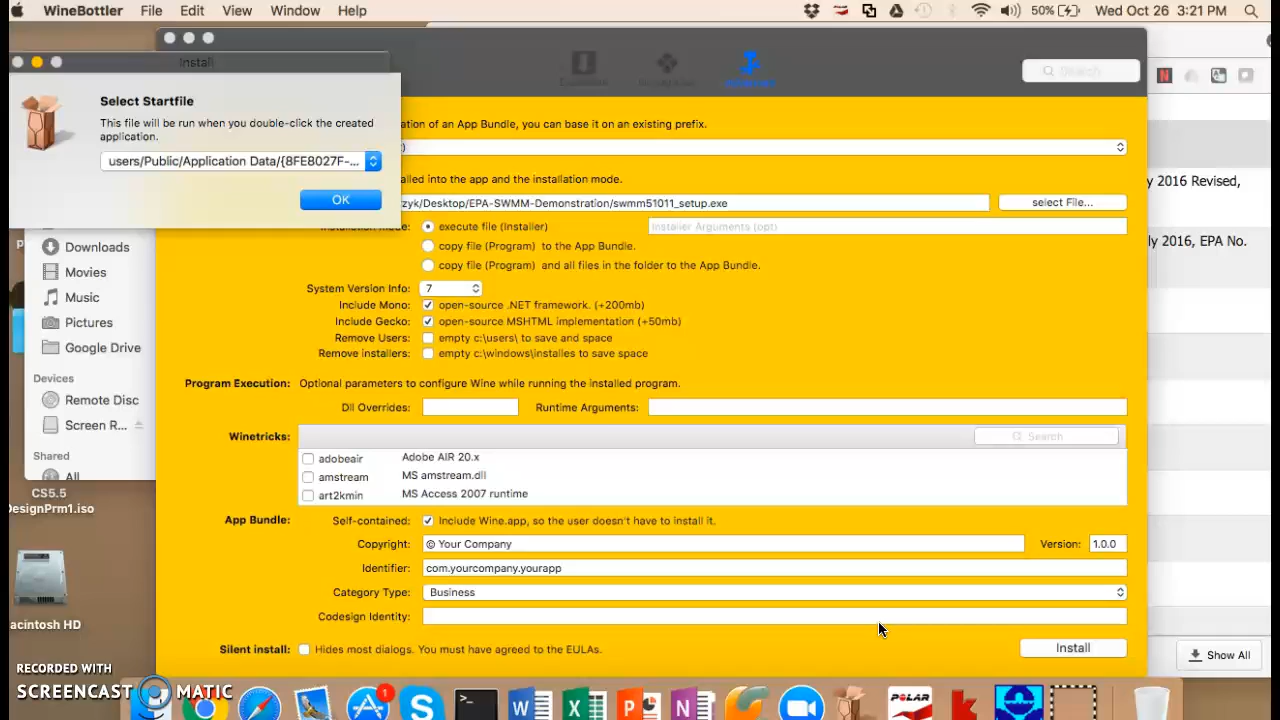 WineBottler File Edit View Window Help 50% Wed Oct 26 3:21 PM
Install
Search
Select Startfile
This file will be run when you double-click the created
application.
users/Public/Application Data/{8FE8027F-...
OK
ation of an App Bundle, you can base it on an existing prefix.
alled into the app and the installation mode.
zyk/Desktop/EPA-SWMM-Demonstration/swmm51011_setup.exe select File...
execute file (Installer) Installer Arguments (opt)
copy file (Program) to the App Bundle.
copy file (Program) and all files in the folder to the App Bundle.
System Version Info: 7
Include Mono: open-source .NET framework. (+200mb)
Include Gecko: open-source MSHTML implementation (+50mb)
Remove Users: empty c:\users\ to save and space
Remove installers: empty c:\windows\installes to save space
Program Execution: Optional parameters to configure Wine while running the installed program.
Dll Overrides: Runtime Arguments:
Winetricks: Search
adobeair Adobe AIR 20.x
amstream MS amstream.dll
art2kmin MS Access 2007 runtime
App Bundle: Self-contained: Include Wine.app, so the user doesn't have to install it.
Copyright: © Your Company Version: 1.0.0
Identifier: com.yourcompany.yourapp
Category Type: Business
Codesign Identity:
Silent install: Hides most dialogs. You must have agreed to the EULAs. Install
Downloads
Movies
Music
Pictures
Google Drive
Devices
Remote Disc
Screen R...
Shared
All
CS5.5
DesignPrm1.iso
acintosh HD
y 2016 Revised,
ly 2016, EPA No.
Show All
RECORDED WITH
SCREENCAST MATIC
1
POLAR